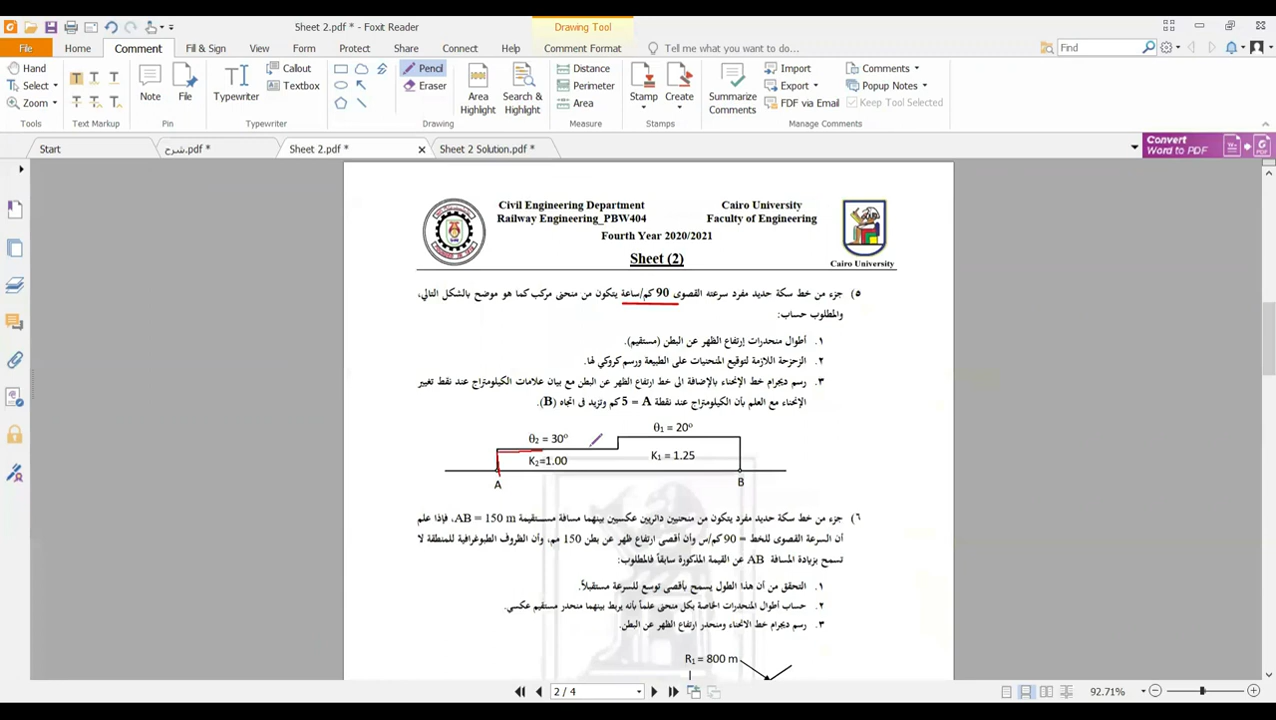 Sheet 2.pdf * - Foxit Reader
Drawing Tool
File
Home
Comment
Fill & Sign
View
Form
Protect
Share
Connect
Help
Comment Format
Tell me what you want to do...
Find
Hand
Select
Zoom
Tools
Text Markup
Note
File
Pin
Typewriter
Callout
Textbox
Typewriter
Pencil
Eraser
Drawing
Area Highlight
Search & Highlight
Distance
Perimeter
Area
Measure
Stamp
Create
Stamps
Summarize Comments
Import
Export
FDF via Email
Comments
Popup Notes
Keep Tool Selected
Manage Comments
Start
شرح.pdf *
Sheet 2.pdf *
Sheet 2 Solution.pdf *
Convert Word to PDF
PDF
Civil Engineering Department
Cairo University
Railway Engineering_PBW404
Faculty of Engineering
Fourth Year 2020/2021
Sheet (2)
Cairo University
٥) جزء من خط سكة حديد مفرد سرعته القصوى 90 كم/ساعة يتكون من منحنى مركب كما هو موضح بالشكل التالي،
والمطلوب حساب:
١. أطوال منحدرات إرتفاع الظهر عن البطن (مستقيم).
٢. الزحزحة اللازمة لتوقيع المنحنيات على الطبيعة ورسم كروكي لها.
٣. رسم ديجرام خط الإنحناء بالإضافة الى خط ارتفاع الظهر عن البطن مع بيان علامات الكيلومتراج عند نقط تغيير
الإنحناء مع العلم بأن الكيلومتراج عند نقطة A = 5 كم وتزيد فى اتجاه (B).
θ1 = 20°
θ2 = 30°
K1 = 1.25
K2=1.00
A
B
٦) جزء من خط سكة حديد مفرد يتكون من منحنيين دائريين عكسيين بينهما مسافة مستقيمة AB = 150 m، فإذا علم
أن السرعة القصوى للخط = 90 كم/س وأن أقصى ارتفاع ظهر عن بطن 150 مم، وأن الظروف الطبوغرافية للمنطقة لا
تسمح بزيادة المسافة AB عن القيمة المذكورة سابقاً فالمطلوب:
١. التحقق من أن هذا الطول يسمح بأقصى توسع للسرعة مستقبلاً.
٢. حساب أطوال المنحدرات الخاصة بكل منحنى علماً بأنه يربط بينهما منحدر مستقيم عكسي.
٣. رسم ديجرام خط الانحناء ومنحدر ارتفاع الظهر عن البطن.
R1 = 800 m
2 / 4
92.71%